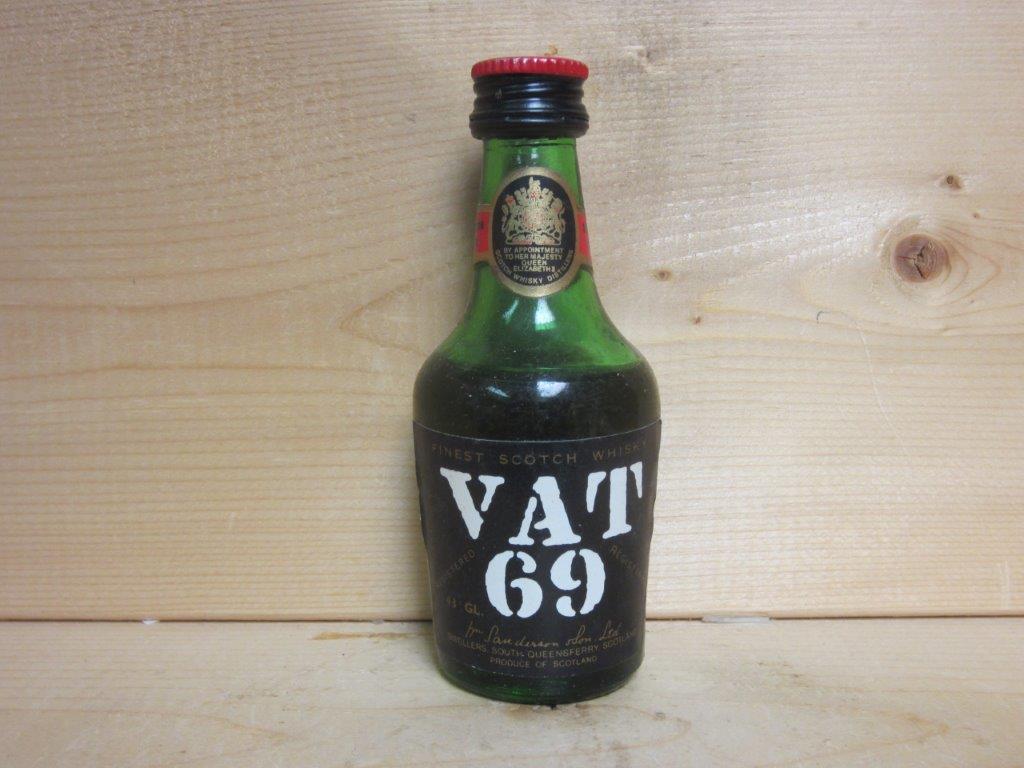 BY APPOINTMENT
TO HER MAJESTY
QUEEN
ELIZABETH II
SCOTCH WHISKY DISTILLERS
FINEST SCOTCH WHISKY
VAT
69
REGISTERED
REGISTERED
43° GL.
Wm Sanderson & Son. Ltd.
DISTILLERS. SOUTH QUEENSFERRY SCOTLAND
PRODUCE OF SCOTLAND